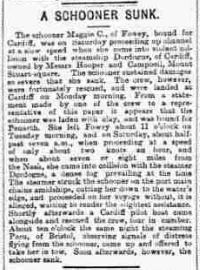 A SCHOONER SUNK.
The schooner Maggie C., of Fowey, bound for
Cardiff, was on Saturday proceeding up channel
at a slow speed when she came into violent col-
lision with the steamship Dordogne, of Cardiff,
owned by Messrs Hooper and Campbell, Mount
Stuart-square. The schooner sustained damages
so severe that she sank. The crew, however,
were fortunately rescued, and were landed at
Cardiff on Monday morning. From a state-
ment made by one of the crew to a repre-
sentative of this paper it appears that the
schooner was laden with clay, and was bound for
Penarth. She left Fowey about 11 o'clock on
Tuesday morning, and on Saturday, about half-
past seven a.m., when proceeding at a speed
of only about two knots an hour, and
when about seven or eight miles from
the Nash, she came into collision with the steamer
Dordogne, a dense fog prevailing at the time
The steamer struck the schooner on the port main
chains amidships, cutting her down to the water's
edge, and proceeded on her voyage without, it is
alleged, waiting to render the slightest assistance.
Shortly afterwards a Cardiff pilot boat came
alongside and rescued the crew, four in number.
About ten o'clock the same night the steaming
of Bristol, observing signals of distress
flying from the schooner, came up and offered to
take her in tow. Soon afterwards, however, the
schooner sank.